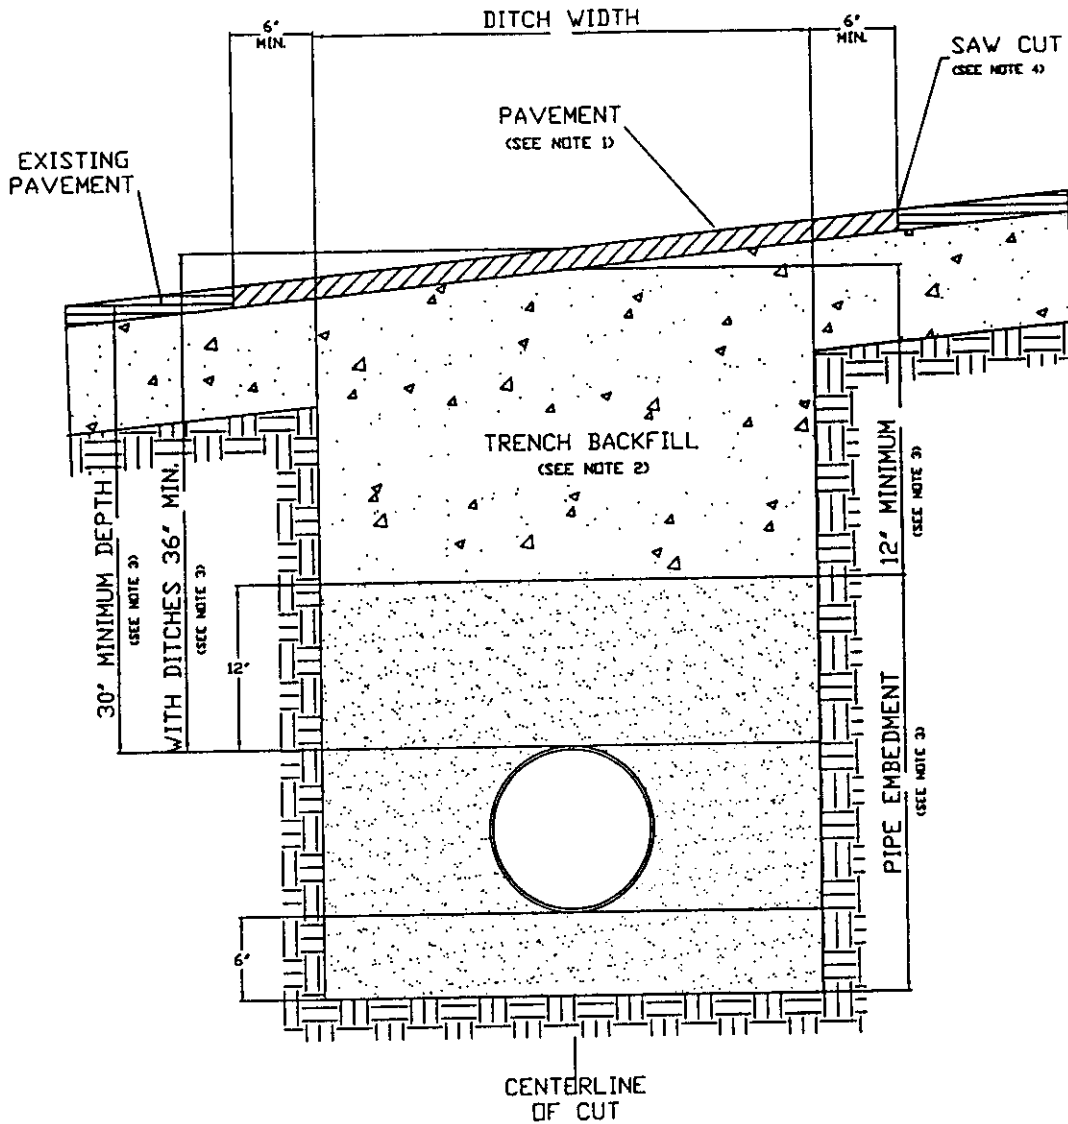 6" MIN.
DITCH WIDTH
6" MIN.
SAW CUT
(SEE NOTE 4)
PAVEMENT
(SEE NOTE 1)
EXISTING
PAVEMENT
TRENCH BACKFILL
(SEE NOTE 2)
30" MINIMUM DEPTH
(SEE NOTE 3)
WITH DITCHES 36" MIN.
(SEE NOTE 3)
12"
12" MINIMUM
(SEE NOTE 3)
PIPE EMBEDMENT
(SEE NOTE 3)
6"
CENTERLINE
OF CUT